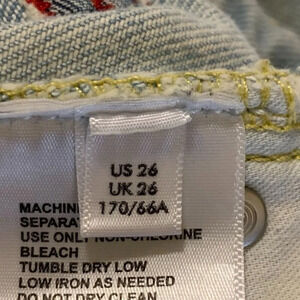 US 26
UK 26
170/66A
MACHINE
SEPARAT
USE ONLY NON-CHLORINE
BLEACH
TUMBLE DRY LOW
LOW IRON AS NEEDED
DO NOT DRY CLEAN